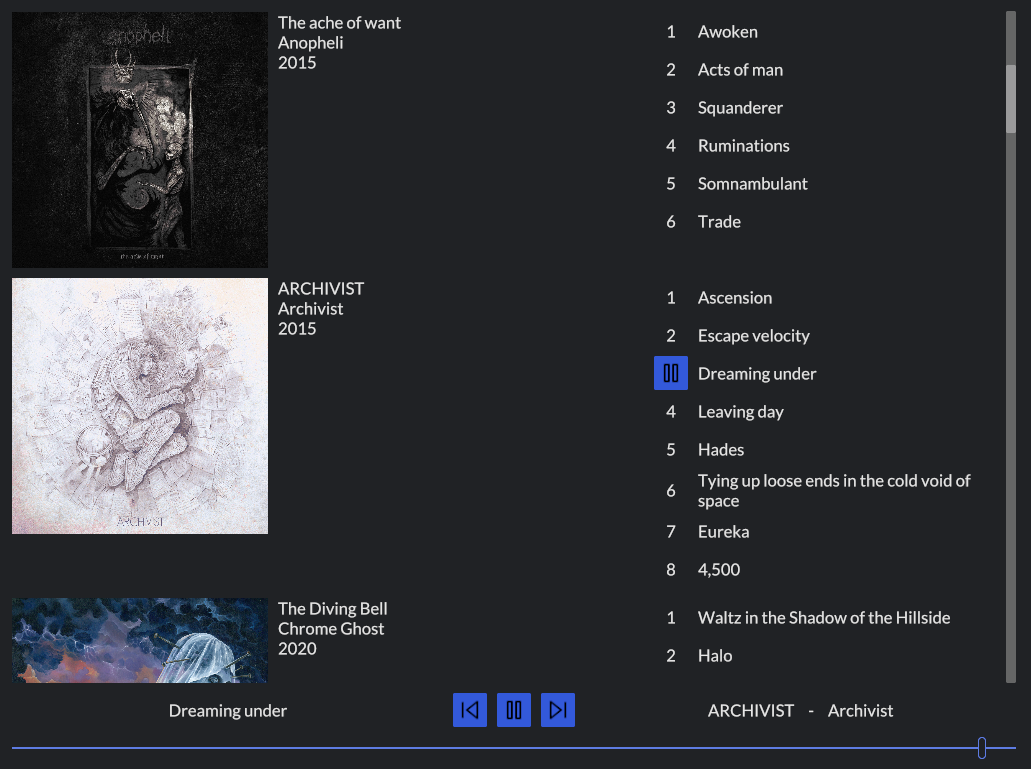 The ache of want
Anopheli
2015
1 Awoken
2 Acts of man
3 Squanderer
4 Ruminations
5 Somnambulant
6 Trade
anopheli
the ache of want
ARCHIVIST
Archivist
2015
1 Ascension
2 Escape velocity
Dreaming under
4 Leaving day
5 Hades
6 Tying up loose ends in the cold void of
space
7 Eureka
8 4,500
ARCHIVIST
The Diving Bell
Chrome Ghost
2020
1 Waltz in the Shadow of the Hillside
2 Halo
Dreaming under
ARCHIVIST - Archivist